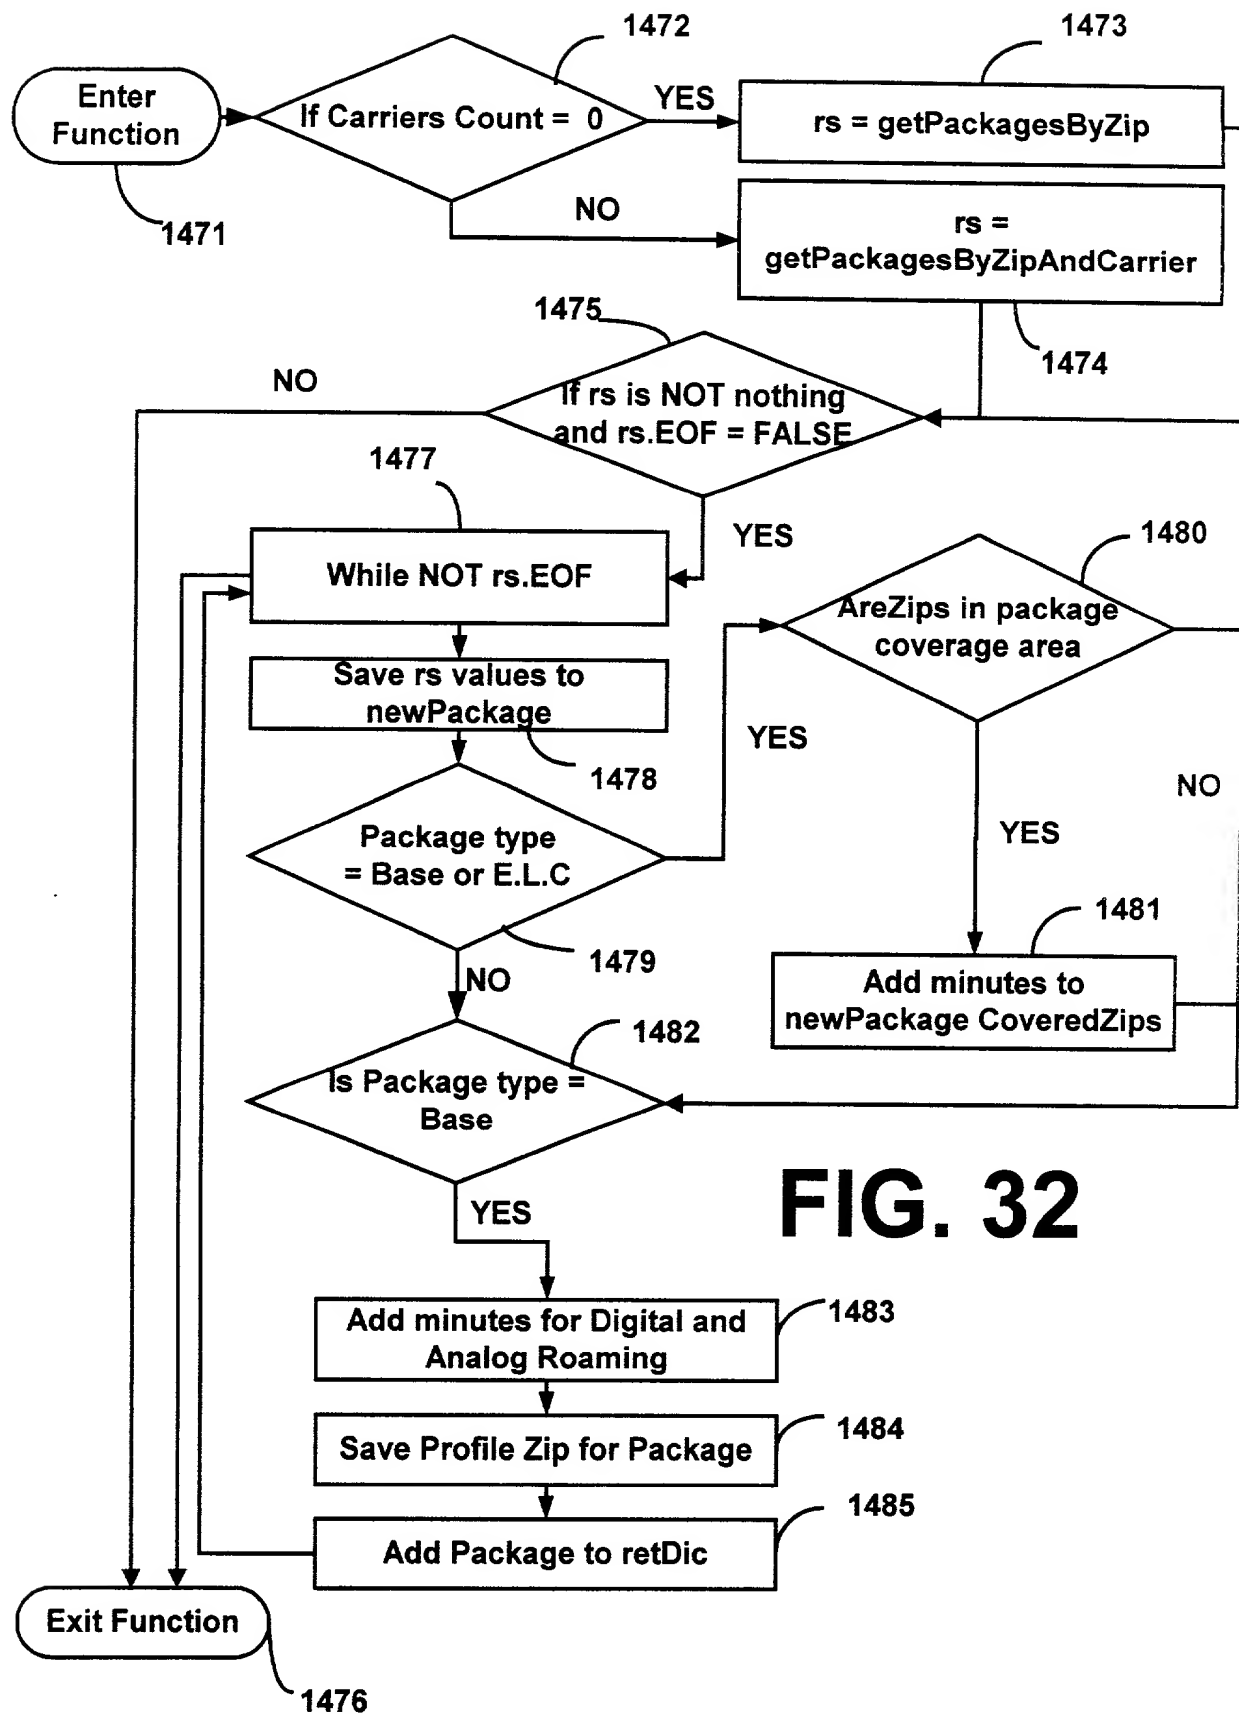 1472
1473
Enter
Function
If Carriers Count = 0
YES
rs = getPackagesByZip
1471
NO
rs =
getPackagesByZipAndCarrier
1475
1474
NO
If rs is NOT nothing
and rs.EOF = FALSE
1477
YES
1480
While NOT rs.EOF
AreZips in package
coverage area
Save rs values to
newPackage
YES
1478
NO
Package type
= Base or E.L.C
YES
1479
1481
NO
Add minutes to
newPackage CoveredZips
1482
Is Package type =
Base
FIG. 32
YES
1483
Add minutes for Digital and
Analog Roaming
1484
Save Profile Zip for Package
1485
Add Package to retDic
Exit Function
1476